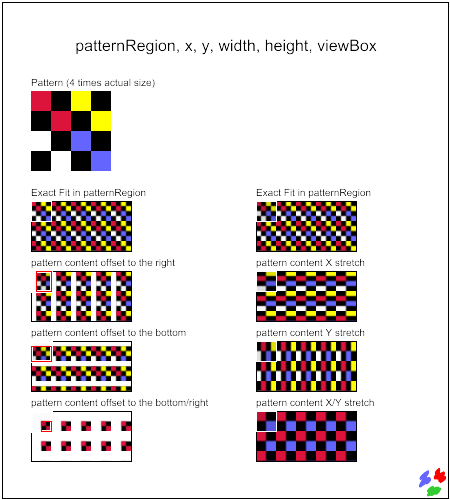 patternRegion, x, y, width, height, viewBox
Pattern (4 times actual size)
Exact Fit in patternRegion
Exact Fit in patternRegion
pattern content offset to the right
pattern content X stretch
pattern content offset to the bottom
pattern content Y stretch
pattern content offset to the bottom/right
pattern content X/Y stretch